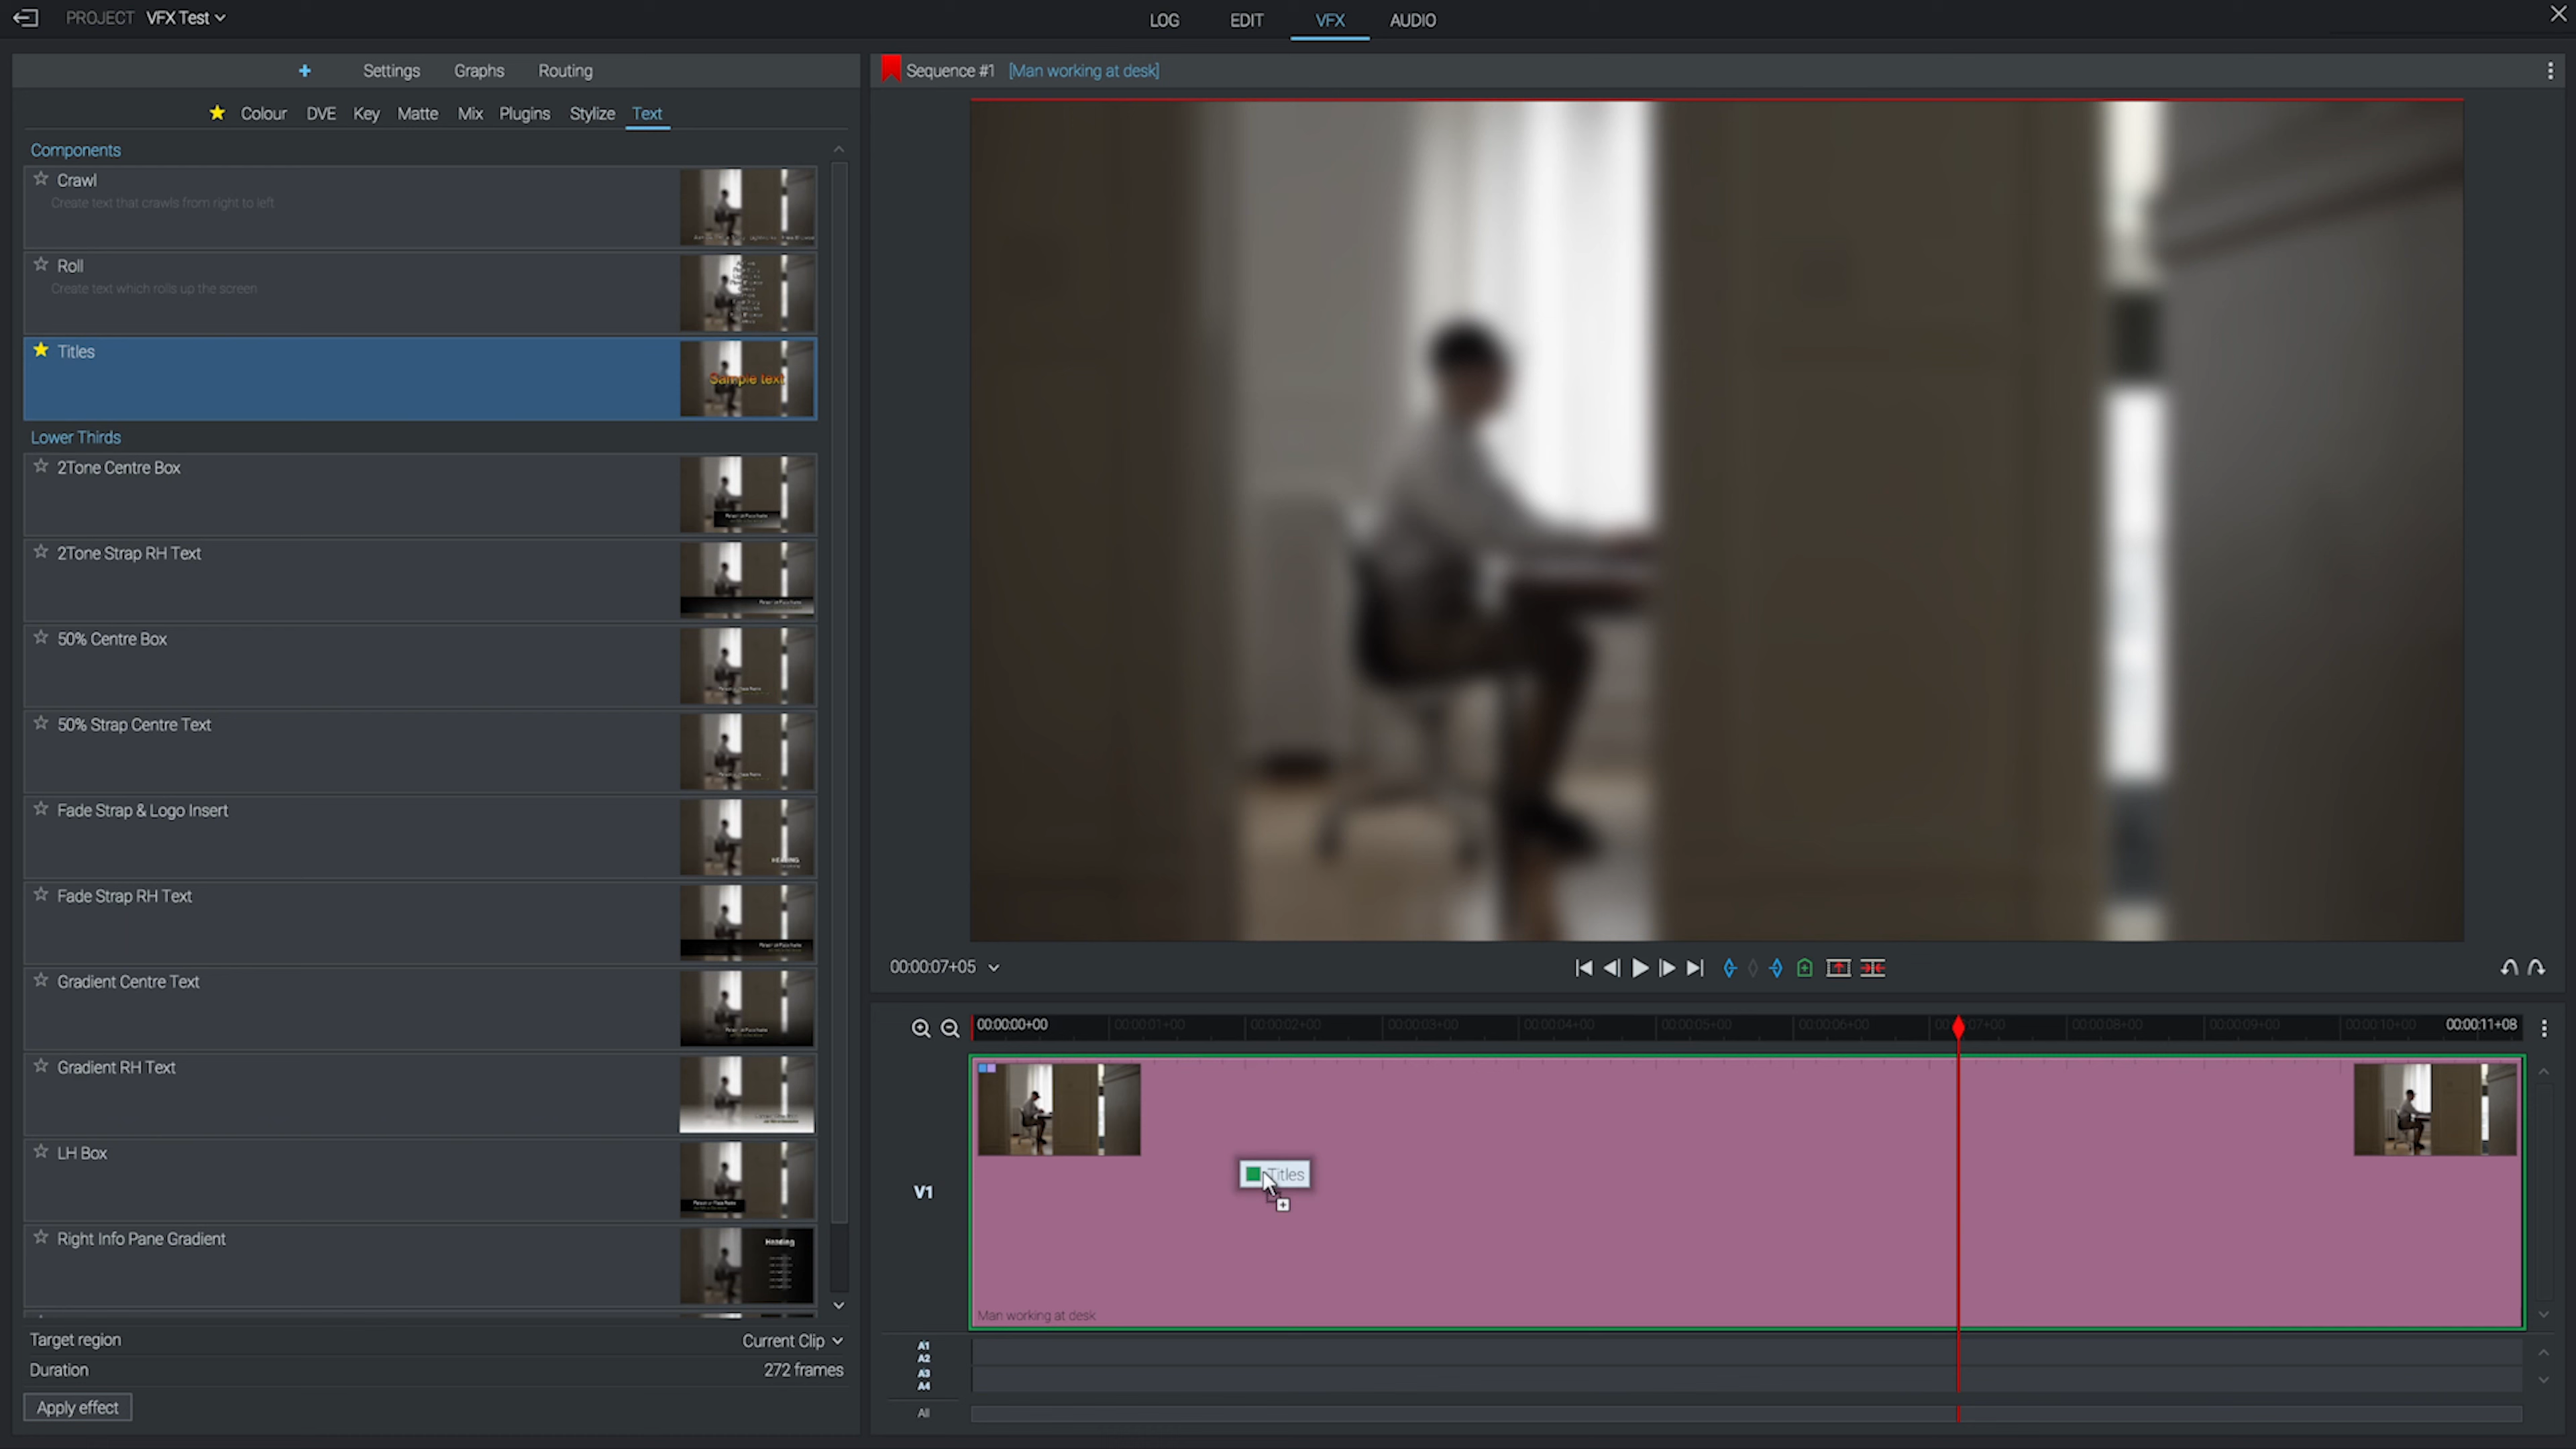 PROJECT VFX Test
LOG EDIT VFX AUDIO
Settings Graphs Routing
Colour DVE Key Matte Mix Plugins Stylize Text
Components
Crawl
Create text that crawls from right to left
Roll
Create text which rolls up the screen
Titles
Sample text
Lower Thirds
2Tone Centre Box
2Tone Strap RH Text
50% Centre Box
50% Strap Centre Text
Fade Strap & Logo Insert
HEADING
Fade Strap RH Text
Gradient Centre Text
Gradient RH Text
LH Box
Right Info Pane Gradient
Heading
Target region
Current Clip
Duration
272 frames
Apply effect
Sequence #1 [Man working at desk]
00:00:07+05
00:00:00+00 00:00:01+00 00:00:02+00 00:00:03+00 00:00:04+00 00:00:05+00 00:00:06+00 00:00:08+00 00:00:09+00 00:00:10+00 00:00:11+08
V1
Titles
Man working at desk
A1
A2
A3
A4
All